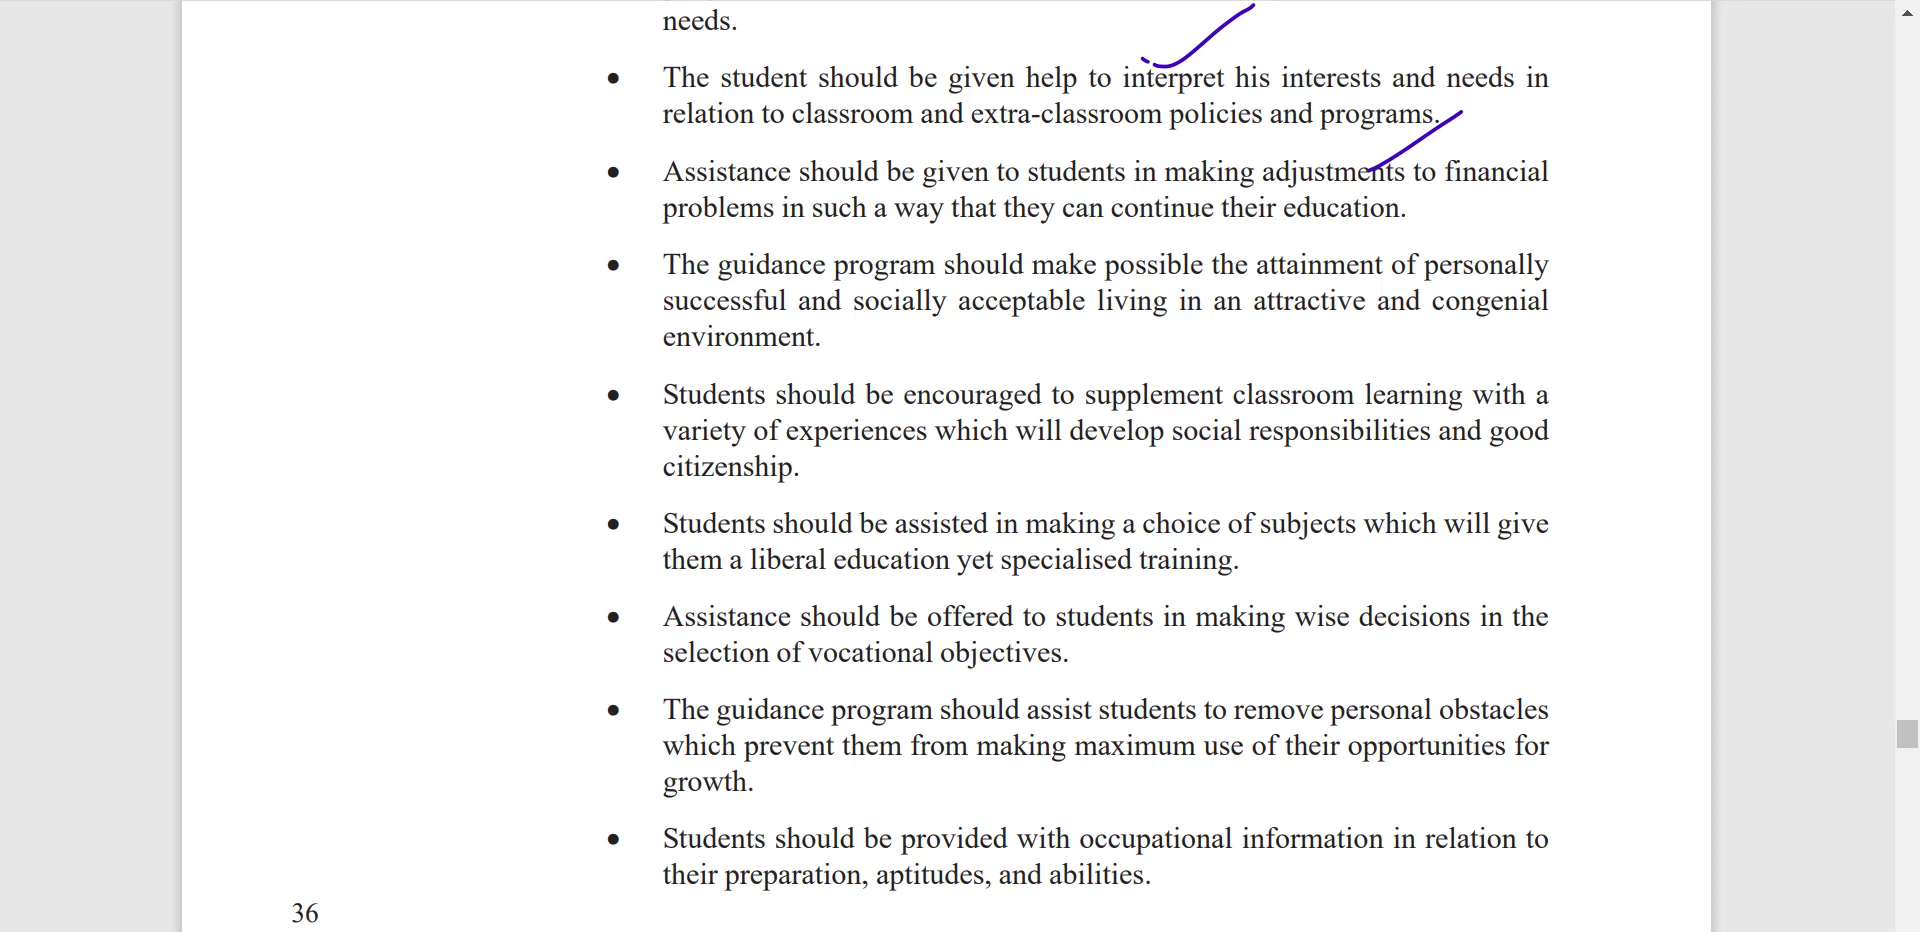 needs.
• The student should be given help to interpret his interests and needs in
relation to classroom and extra-classroom policies and programs.
• Assistance should be given to students in making adjustments to financial
problems in such a way that they can continue their education.
• The guidance program should make possible the attainment of personally
successful and socially acceptable living in an attractive and congenial
environment.
• Students should be encouraged to supplement classroom learning with a
variety of experiences which will develop social responsibilities and good
citizenship.
• Students should be assisted in making a choice of subjects which will give
them a liberal education yet specialised training.
• Assistance should be offered to students in making wise decisions in the
selection of vocational objectives.
• The guidance program should assist students to remove personal obstacles
which prevent them from making maximum use of their opportunities for
growth.
• Students should be provided with occupational information in relation to
their preparation, aptitudes, and abilities.
36